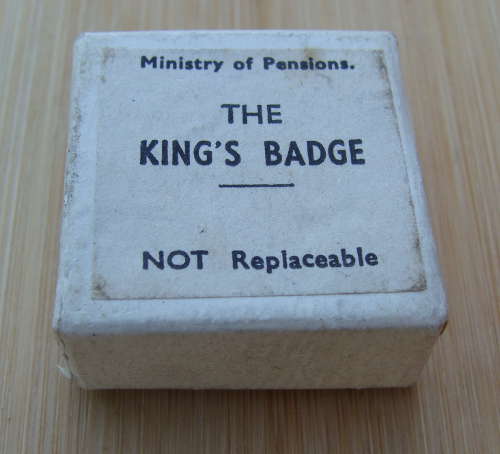 Ministry of Pensions.
THE
KING'S BADGE
NOT Replaceable